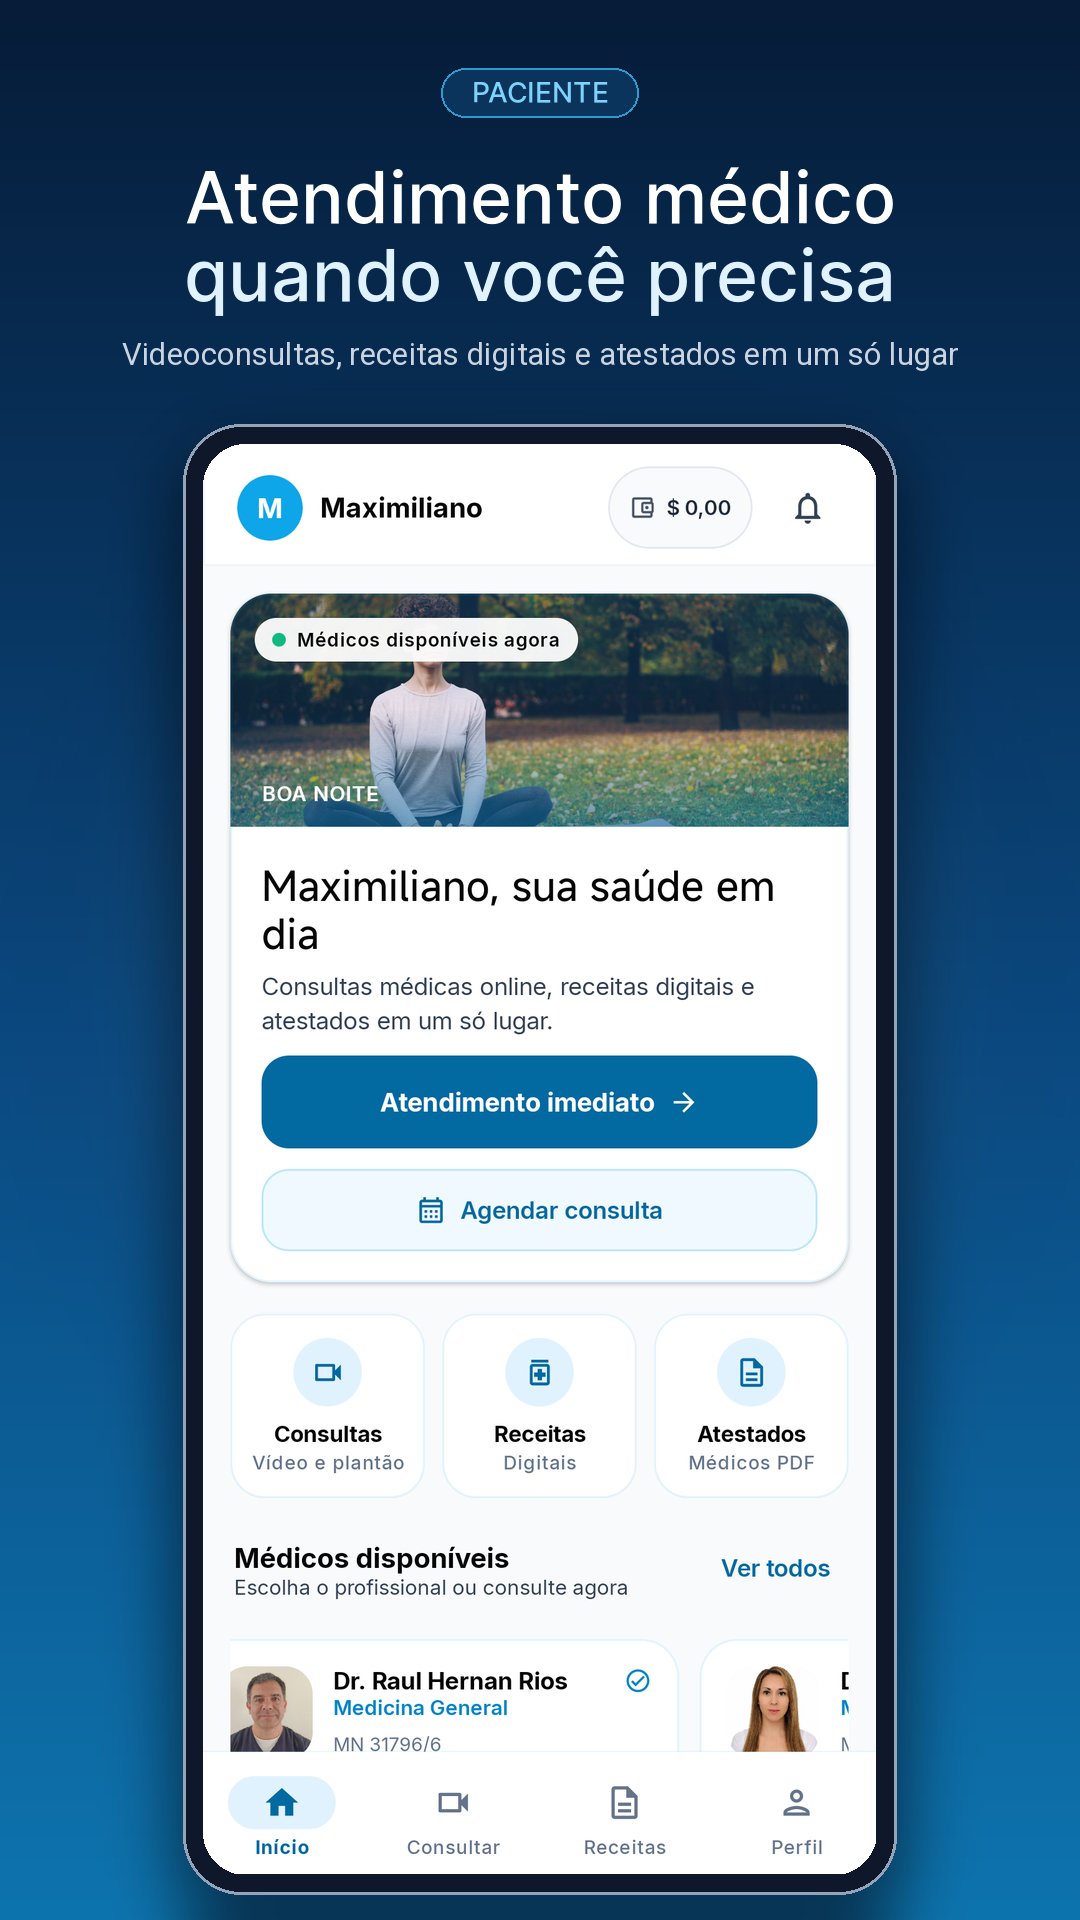 PACIENTE
Atendimento médico
quando você precisa
Videoconsultas, receitas digitais e atestados em um só lugar
M
Maximiliano
$ 0,00
Médicos disponíveis agora
BOA NOITE
Maximiliano, sua saúde em
dia
Consultas médicas online, receitas digitais e
atestados em um só lugar.
Atendimento imediato
Agendar consulta
Consultas
Vídeo e plantão
Receitas
Digitais
Atestados
Médicos PDF
Médicos disponíveis
Escolha o profissional ou consulte agora
Ver todos
Dr. Raul Hernan Rios
Medicina General
MN 31796/6
Início
Consultar
Receitas
Perfil